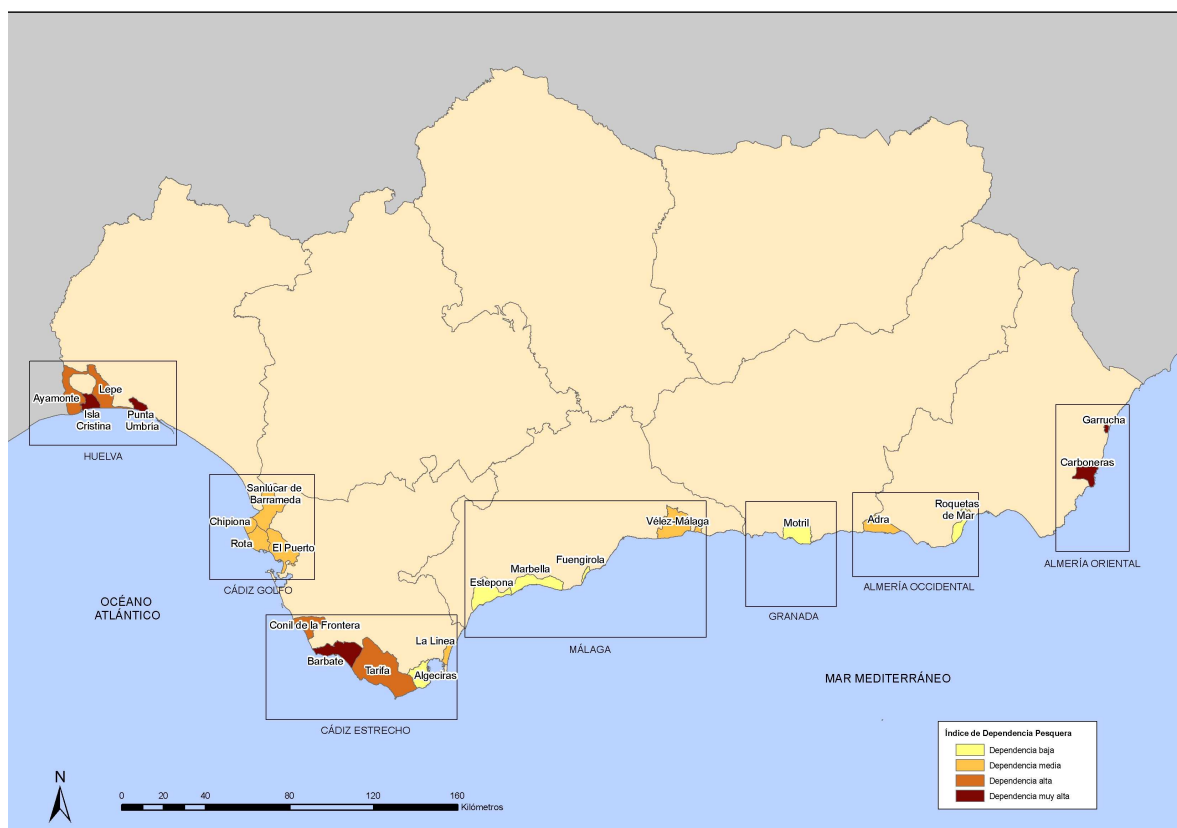 Ayamonte
Lepe
Isla
Cristina
Punta
Umbría
HUELVA
Sanlúcar de
Barrameda
Chipiona
Rota
El Puerto
CÁDIZ GOLFO
OCÉANO
ATLÁNTICO
Conil de la Frontera
Barbate
Tarifa
Algeciras
La Linea
CÁDIZ ESTRECHO
Estepona
Marbella
Fuengirola
Vélez-Málaga
MÁLAGA
Motril
GRANADA
Adra
Roquetas
de Mar
ALMERÍA OCCIDENTAL
Garrucha
Carboneras
ALMERÍA ORIENTAL
MAR MEDITERRÁNEO
Índice de Dependencia Pesquera
Dependencia baja
Dependencia media
Dependencia alta
Dependencia muy alta
N
0 20 40 80 120 160
Kilómetros